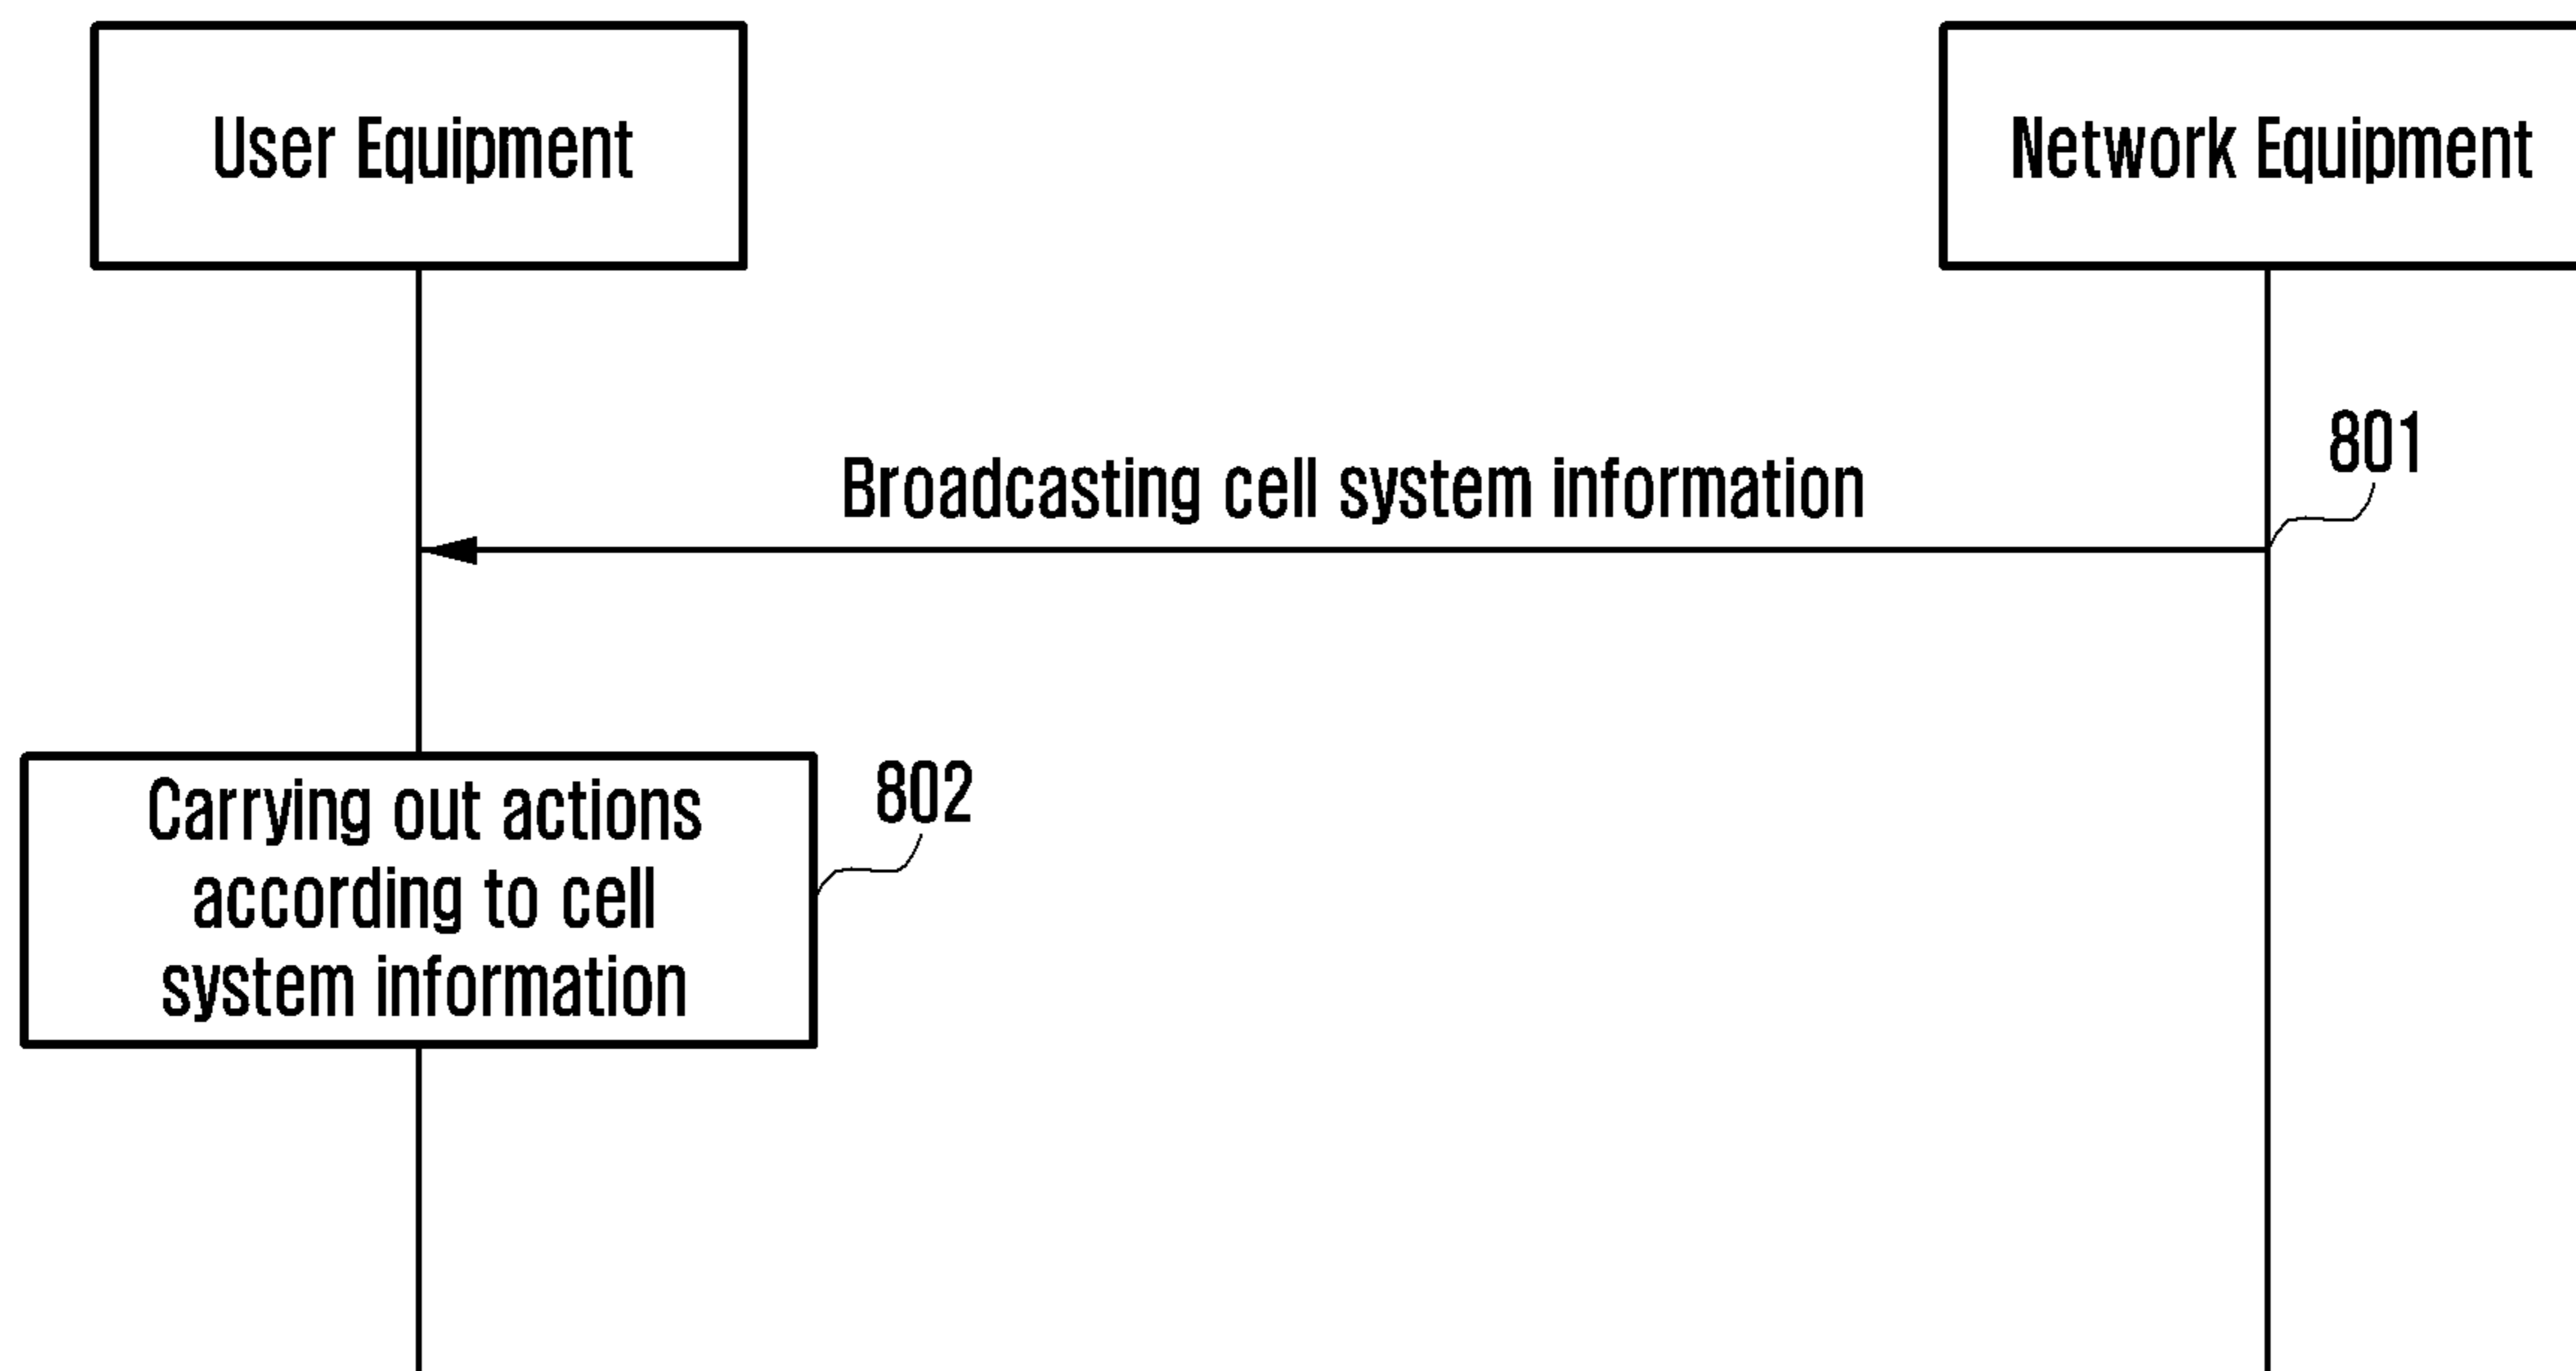 User Equipment
Network Equipment
801
Broadcasting cell system information
802
Carrying out actions
according to cell
system information